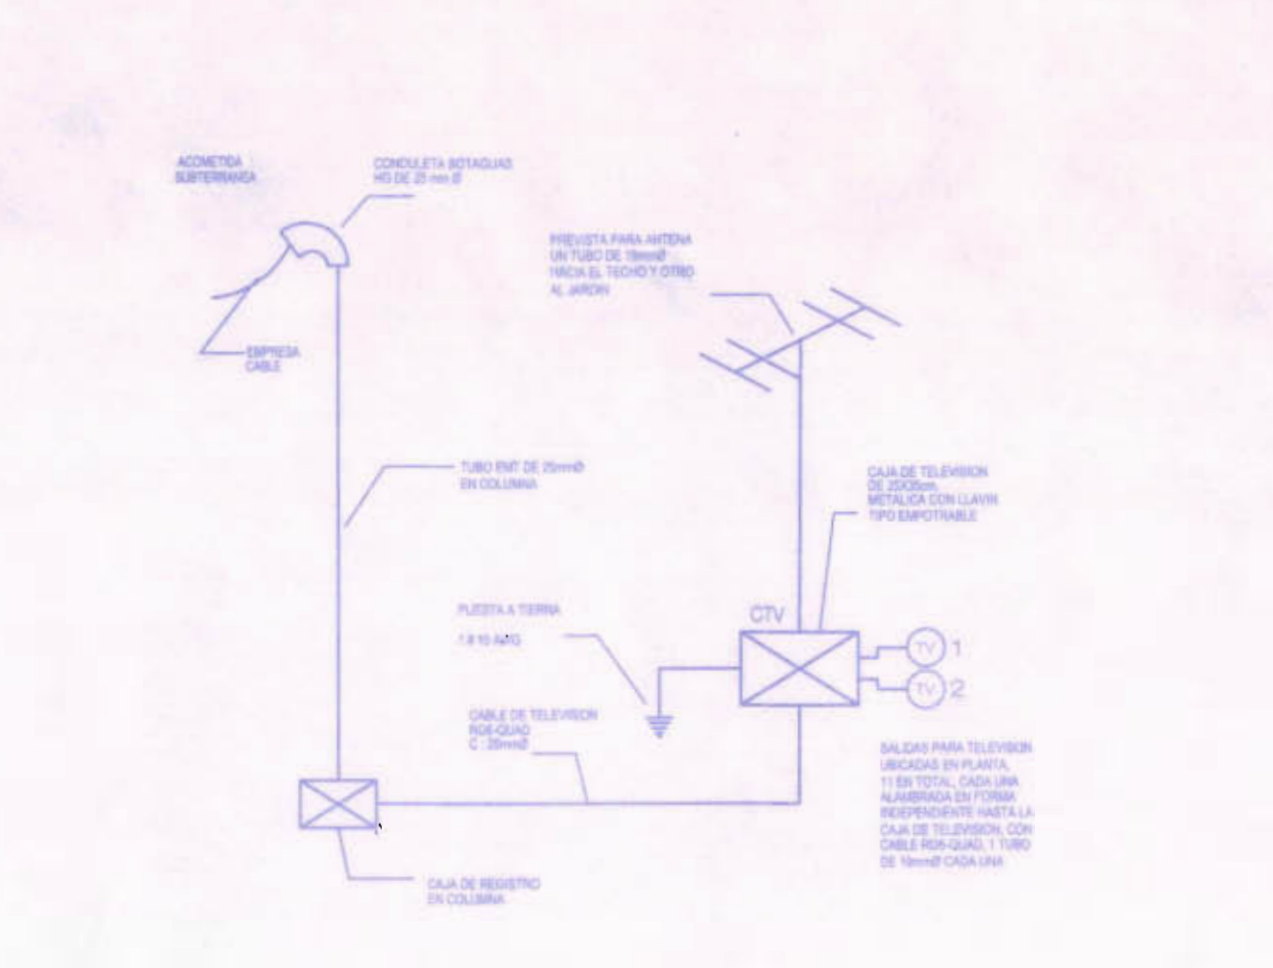 ACOMETIDA
SUBTERRANEA
CONDULETA BOTAGUAS
HG DE 25 mm Ø
EMPRESA
CABLE
PREVISTA PARA ANTENA
UN TUBO DE 19mmØ
HACIA EL TECHO Y OTRO
AL JARDIN
TUBO EMT DE 25mmØ
EN COLUMNA
CAJA DE TELEVISION
DE 25X35cm,
METALICA CON LLAVIN
TIPO EMPOTRABLE
PUESTA A TIERRA
# 10 AWG
CTV
TV 1
TV 2
CABLE DE TELEVISION
RG6-QUAD
C : 25mmØ
SALIDAS PARA TELEVISION
UBICADAS EN PLANTA,
11 EN TOTAL, CADA UNA
ALAMBRADA EN FORMA
INDEPENDIENTE HASTA LA
CAJA DE TELEVISION, CON
CABLE RG6-QUAD, 1 TUBO
DE 19mmØ CADA UNA
CAJA DE REGISTRO
EN COLUMNA